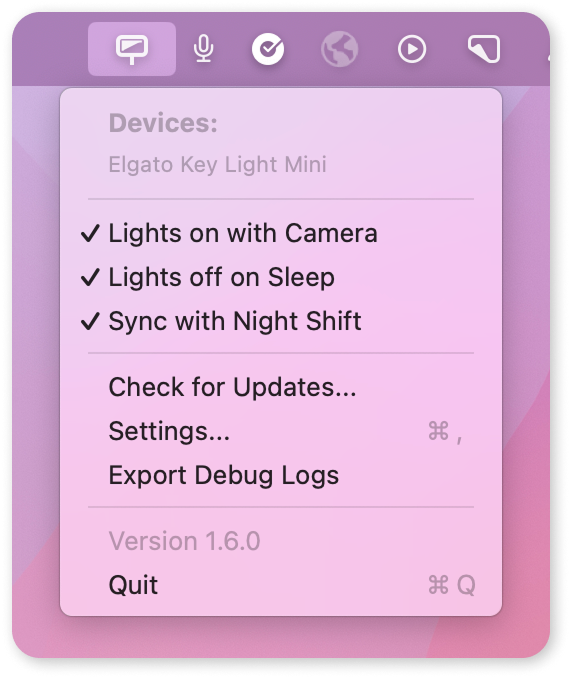 Devices:
Elgato Key Light Mini
✓ Lights on with Camera
✓ Lights off on Sleep
✓ Sync with Night Shift
Check for Updates...
Settings... ⌘ ,
Export Debug Logs
Version 1.6.0
Quit ⌘ Q